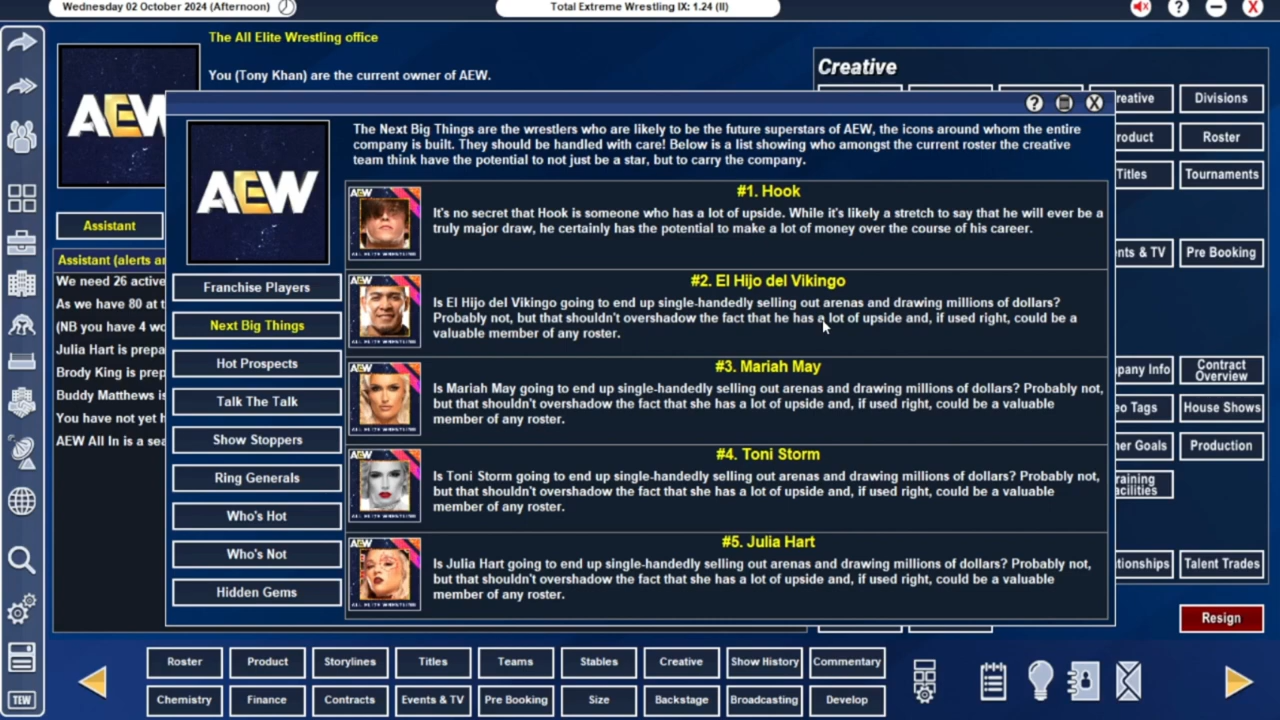 Wednesday 02 October 2024 (Afternoon)
Total Extreme Wrestling IX: 1.24 (II)
The All Elite Wrestling office
You (Tony Khan) are the current owner of AEW.
AEW
Creative
Divisions
Roster
Titles
Tournaments
Pre Booking
Contract
Overview
House Shows
Production
Talent Trades
Resign
Assistant
Assistant (alerts
We need 26 active
As we have 80 at
(NB you have 4
Julia Hart is
Brody King is
Buddy Matthews
You have not yet
AEW All In is a
The Next Big Things are the wrestlers who are likely to be the future superstars of AEW, the icons around whom the entire
company is built. They should be handled with care! Below is a list showing who amongst the current roster the creative
team think have the potential to not just be a star, but to carry the company.
AEW
Franchise Players
Next Big Things
Hot Prospects
Talk The Talk
Show Stoppers
Ring Generals
Who's Hot
Who's Not
Hidden Gems
#1. Hook
It's no secret that Hook is someone who has a lot of upside. While it's likely a stretch to say that he will ever be a
truly major draw, he certainly has the potential to make a lot of money over the course of his career.
#2. El Hijo del Vikingo
Is El Hijo del Vikingo going to end up single-handedly selling out arenas and drawing millions of dollars?
Probably not, but that shouldn't overshadow the fact that he has a lot of upside and, if used right, could be a
valuable member of any roster.
#3. Mariah May
Is Mariah May going to end up single-handedly selling out arenas and drawing millions of dollars? Probably not,
but that shouldn't overshadow the fact that she has a lot of upside and, if used right, could be a valuable
member of any roster.
#4. Toni Storm
Is Toni Storm going to end up single-handedly selling out arenas and drawing millions of dollars? Probably not,
but that shouldn't overshadow the fact that she has a lot of upside and, if used right, could be a valuable
member of any roster.
#5. Julia Hart
Is Julia Hart going to end up single-handedly selling out arenas and drawing millions of dollars? Probably not,
but that shouldn't overshadow the fact that she has a lot of upside and, if used right, could be a valuable
member of any roster.
Roster
Product
Storylines
Titles
Teams
Stables
Creative
Show History
Commentary
Chemistry
Finance
Contracts
Events & TV
Pre Booking
Size
Backstage
Broadcasting
Develop
TEW